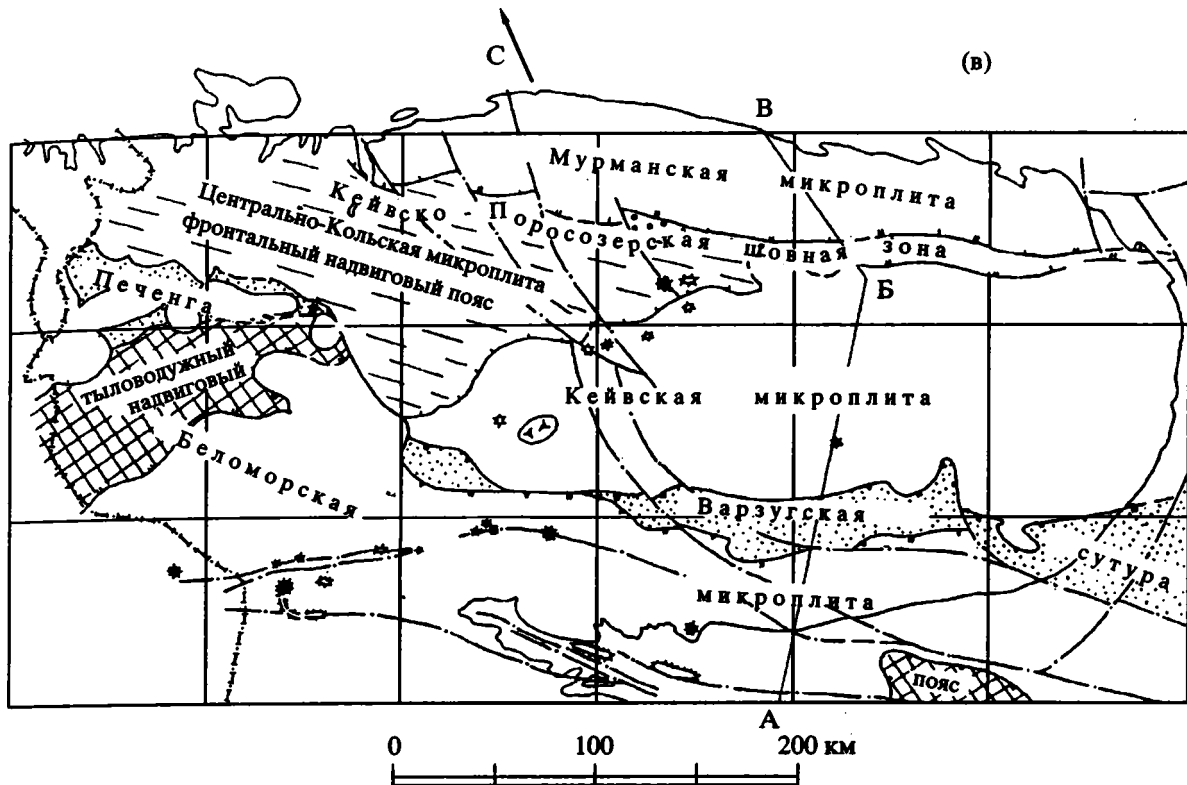 С
(в)
В
Мурманская микроплита
Кейвско - Поросозерская шовная зона
Центрально-Кольская микроплита
фронтальный надвиговый пояс
Печенга
Б
тыловодужный
надвиговый
Кейвская микроплита
Беломорская
Варзугская
сутура
микроплита
пояс
А
0 100 200 км